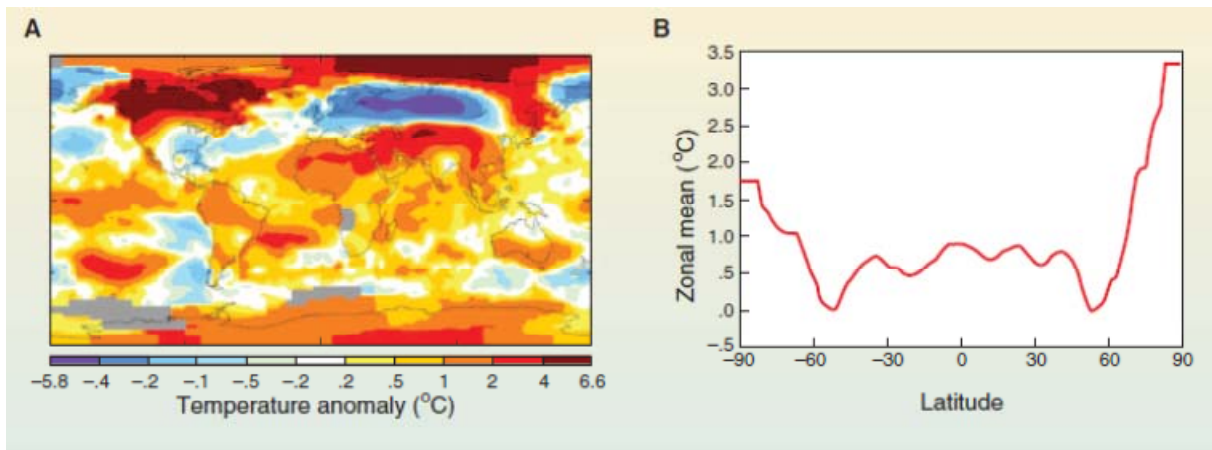 A
−5.8 −.4 −.2 −.1 −.5 −.2 .2 .5 1 2 4 6.6
Temperature anomaly (°C)
B
Zonal mean (°C)
3.5
3.0
2.5
2.0
1.5
1.0
.5
.0
−.5
−90 −60 −30 0 30 60 90
Latitude